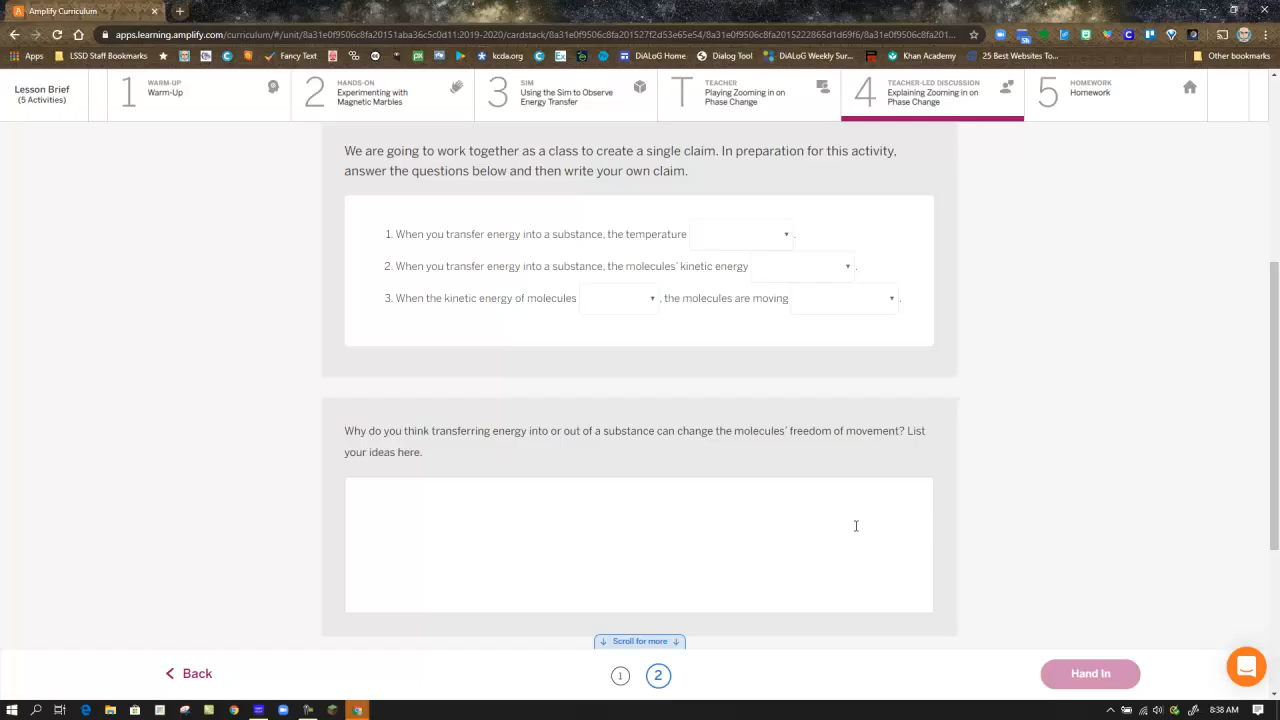 Amplify Curriculum
apps.learning.amplify.com/curriculum/#/unit/8a31e0f9506c8fa20151aba36c5c0d11:2019-2020/cardstack/8a31e0f9506c8fa201527f2d53e65e54/8a31e0f9506c8fa2015222865d1d69f6/8a31e0f9506c8fa201...
Apps LSSD Staff Bookmarks Fancy Text kcda.org DiALoG Home Dialog Tool DiALoG Weekly Sur... Khan Academy 25 Best Websites To... Other bookmarks
Lesson Brief
(5 Activities)
1 WARM-UP
Warm-Up
2 HANDS-ON
Experimenting with
Magnetic Marbles
3 SIM
Using the Sim to Observe
Energy Transfer
T TEACHER
Playing Zooming in on
Phase Change
4 TEACHER-LED DISCUSSION
Explaining Zooming in on
Phase Change
5 HOMEWORK
Homework
We are going to work together as a class to create a single claim. In preparation for this activity,
answer the questions below and then write your own claim.
1. When you transfer energy into a substance, the temperature .
2. When you transfer energy into a substance, the molecules' kinetic energy .
3. When the kinetic energy of molecules , the molecules are moving .
Why do you think transferring energy into or out of a substance can change the molecules' freedom of movement? List
your ideas here.
Scroll for more
Back
1 2
Hand In
8:38 AM